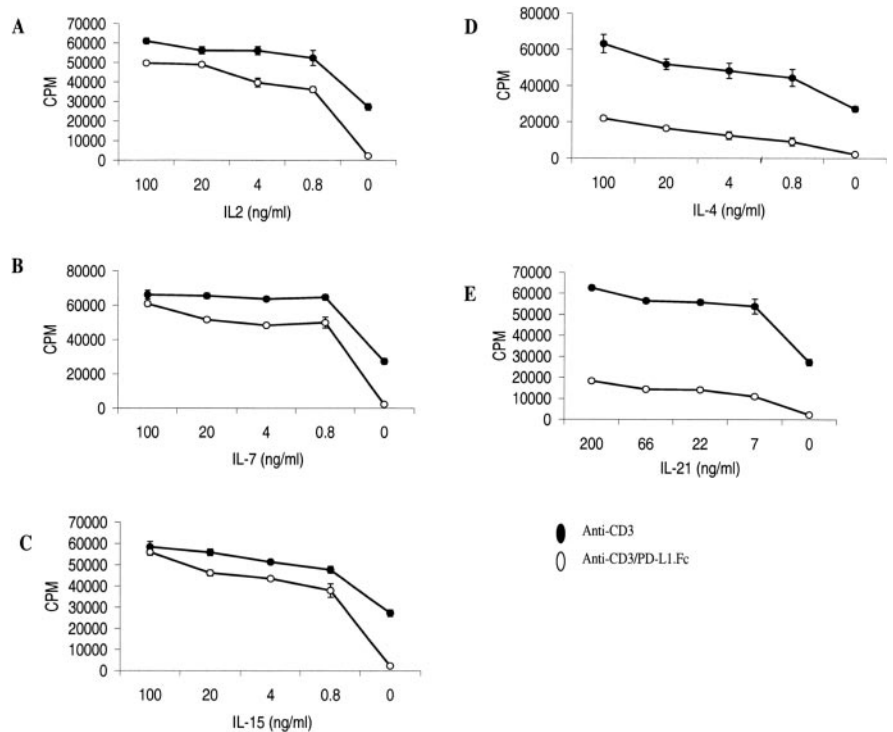 A
CPM
70000
60000
50000
40000
30000
20000
10000
0
100 20 4 0.8 0
IL2 (ng/ml)
B
CPM
80000
60000
40000
20000
0
100 20 4 0.8 0
IL-7 (ng/ml)
C
CPM
70000
60000
50000
40000
30000
20000
10000
0
100 20 4 0.8 0
IL-15 (ng/ml)
D
CPM
80000
60000
40000
20000
0
100 20 4 0.8 0
IL-4 (ng/ml)
E
CPM
70000
60000
50000
40000
30000
20000
10000
0
200 66 22 7 0
IL-21 (ng/ml)
Anti-CD3
Anti-CD3/PD-L1.Fc